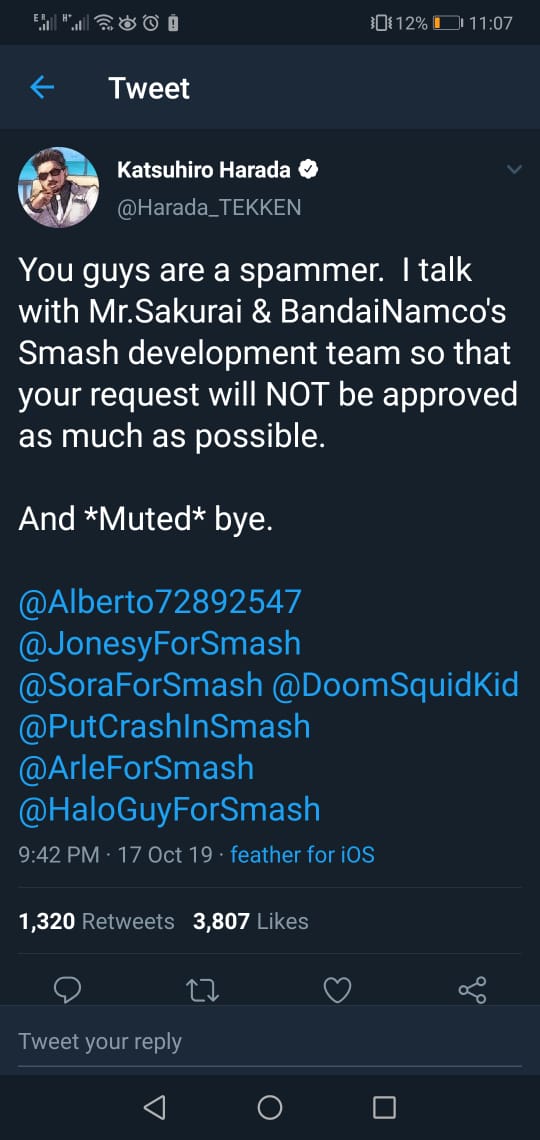 E R H+ 12% 11:07
Tweet
Katsuhiro Harada
@Harada_TEKKEN
You guys are a spammer.  I talk
with Mr.Sakurai & BandaiNamco's
Smash development team so that
your request will NOT be approved
as much as possible.
And *Muted* bye.
@Alberto72892547
@JonesyForSmash
@SoraForSmash @DoomSquidKid
@PutCrashInSmash
@ArleForSmash
@HaloGuyForSmash
9:42 PM · 17 Oct 19 · feather for iOS
1,320 Retweets 3,807 Likes
Tweet your reply